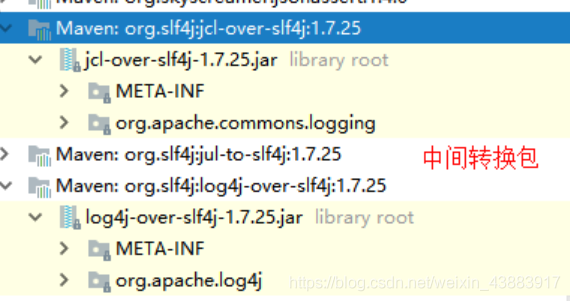 Maven: org.slf4j:jcl-over-slf4j:1.7.25
jcl-over-slf4j-1.7.25.jar library root
META-INF
org.apache.commons.logging
Maven: org.slf4j:jul-to-slf4j:1.7.25 中间转换包
Maven: org.slf4j:log4j-over-slf4j:1.7.25
log4j-over-slf4j-1.7.25.jar library root
META-INF
org.apache.log4j https://blog.csdn.net/weixin_43883917